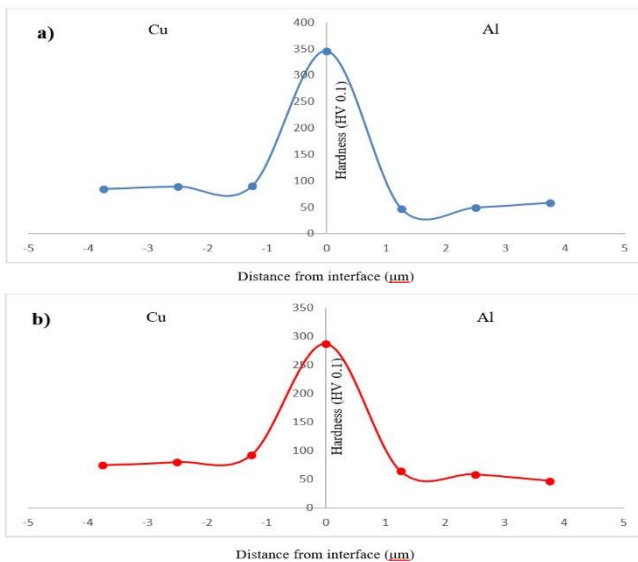 a)
Cu
Al
400
350
300
250
200
150
100
50
0
Hardness (HV 0.1)
-5 -4 -3 -2 -1 0 1 2 3 4 5
Distance from interface (μm)
b)
Cu
Al
350
300
250
200
150
100
50
0
Hardness (HV 0.1)
-5 -4 -3 -2 -1 0 1 2 3 4 5
Distance from interface (μm)